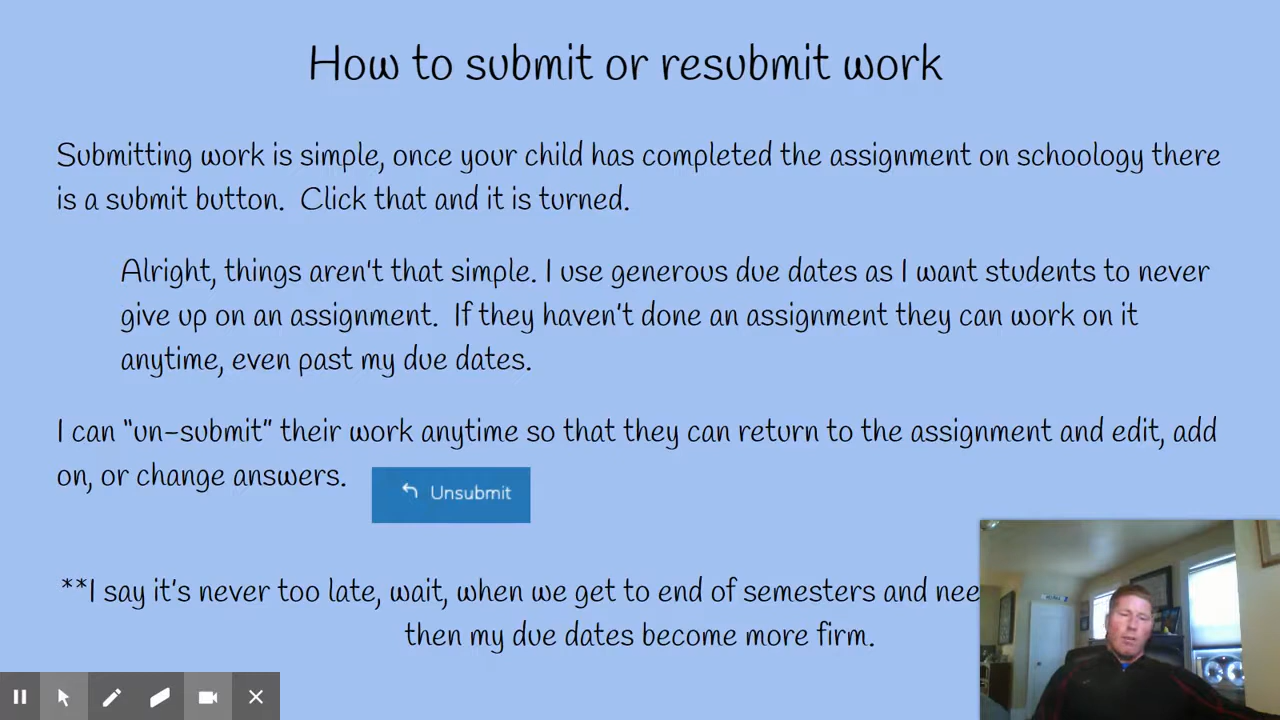 How to submit or resubmit work
Submitting work is simple, once your child has completed the assignment on schoology there
is a submit button.  Click that and it is turned.
Alright, things aren't that simple. I use generous due dates as I want students to never
give up on an assignment.  If they haven't done an assignment they can work on it
anytime, even past my due dates.
I can "un-submit" their work anytime so that they can return to the assignment and edit, add
on, or change answers.
Unsubmit
**I say it's never too late, wait, when we get to end of semesters and
then my due dates become more firm.